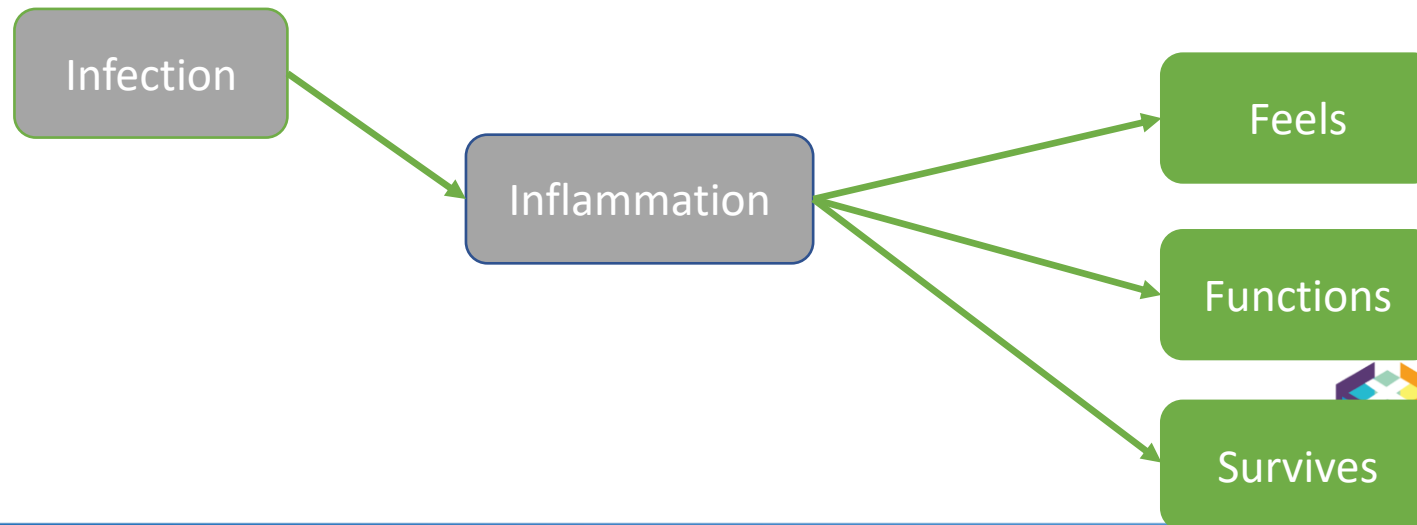 Infection
Inflammation
Feels
Functions
Survives